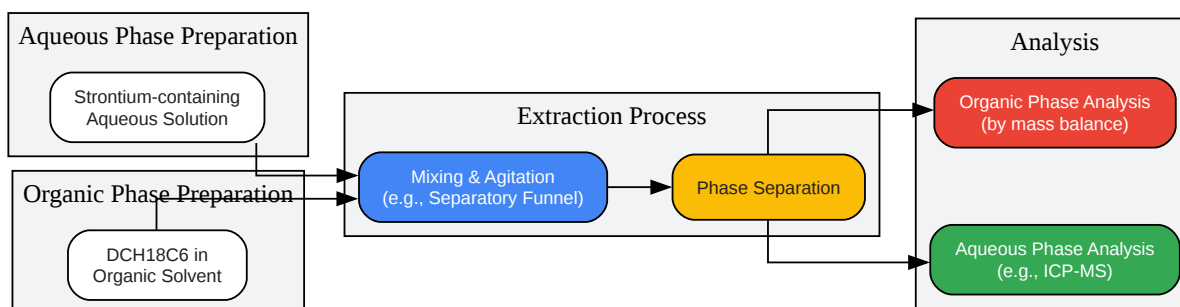 Aqueous Phase Preparation
Strontium-containing
Aqueous Solution
Organic Phase Preparation
DCH18C6 in
Organic Solvent
Extraction Process
Mixing & Agitation
(e.g., Separatory Funnel)
Phase Separation
Analysis
Organic Phase Analysis
(by mass balance)
Aqueous Phase Analysis
(e.g., ICP-MS)